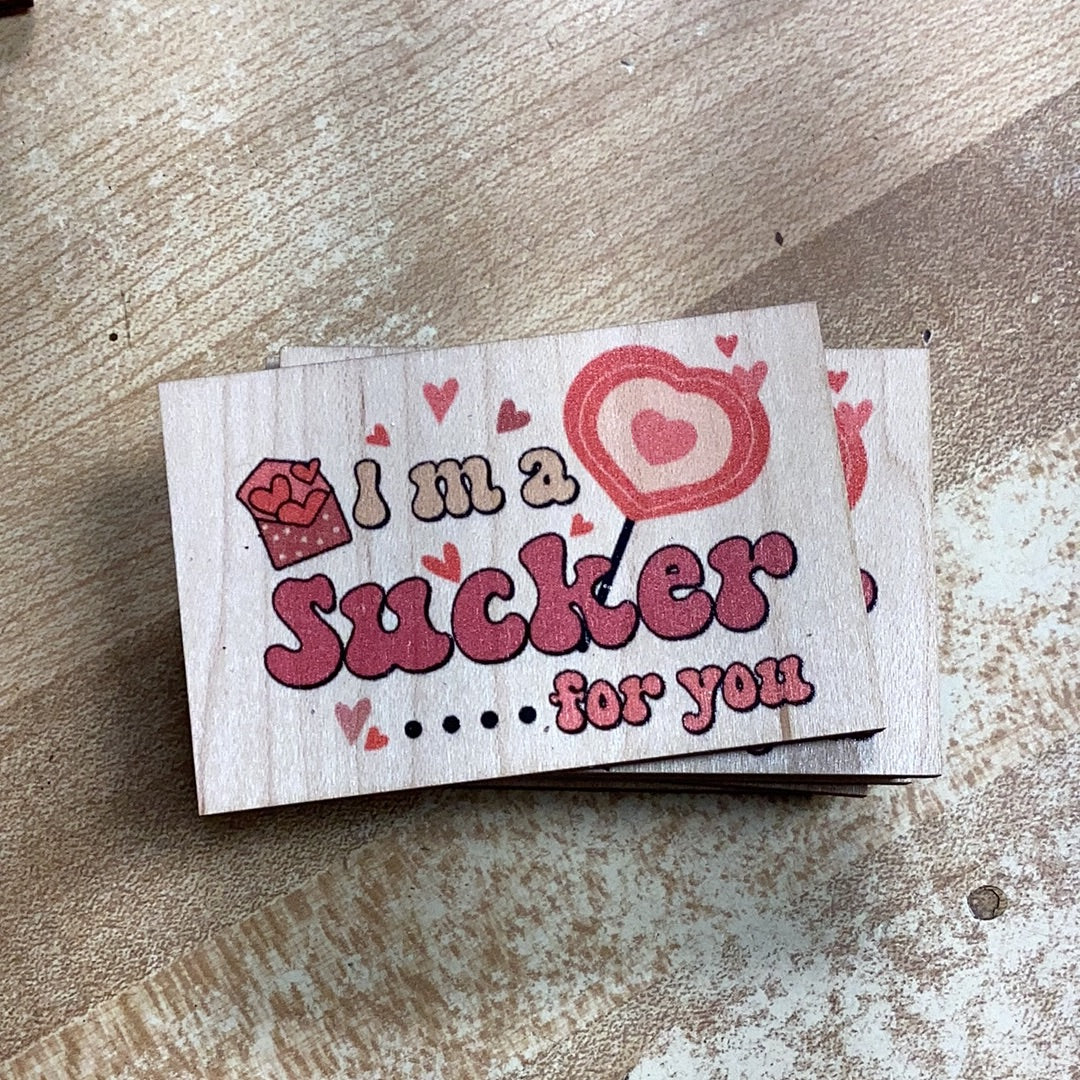 i m a
sucker
....for you